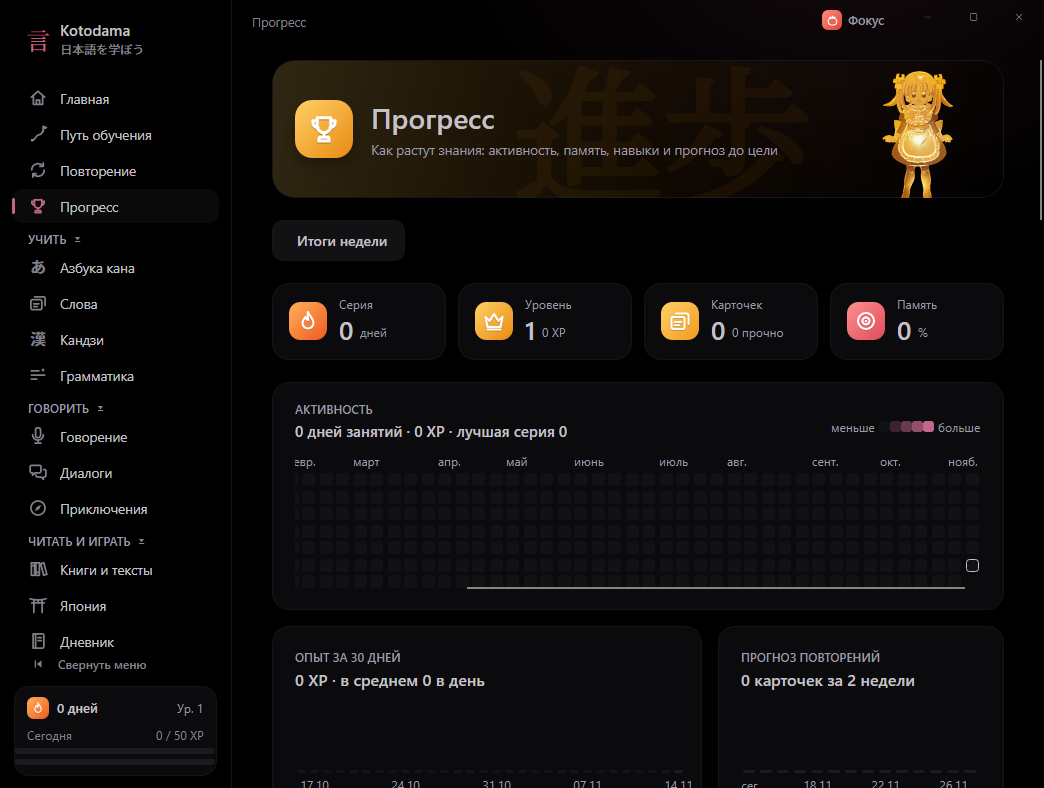 言
Kotodama
日本語を学ぼう
Главная
Путь обучения
Повторение
Прогресс
УЧИТЬ
あ Азбука кана
Слова
漢 Кандзи
Грамматика
ГОВОРИТЬ
Говорение
Диалоги
Приключения
ЧИТАТЬ И ИГРАТЬ
Книги и тексты
Япония
Дневник
Свернуть меню
0 дней Ур. 1
Сегодня 0 / 50 XP
Прогресс
Фокус
進歩
Прогресс
Как растут знания: активность, память, навыки и прогноз до цели
Итоги недели
Серия
0 дней
Уровень
1 0 XP
Карточек
0 0 прочно
Память
0 %
АКТИВНОСТЬ
0 дней занятий · 0 XP · лучшая серия 0
меньше больше
евр. март апр. май июнь июль авг. сент. окт. нояб.
ОПЫТ ЗА 30 ДНЕЙ
0 XP · в среднем 0 в день
17.10 24.10 31.10 07.11 14.11
ПРОГНОЗ ПОВТОРЕНИЙ
0 карточек за 2 недели
сег. 18.11 22.11 26.11